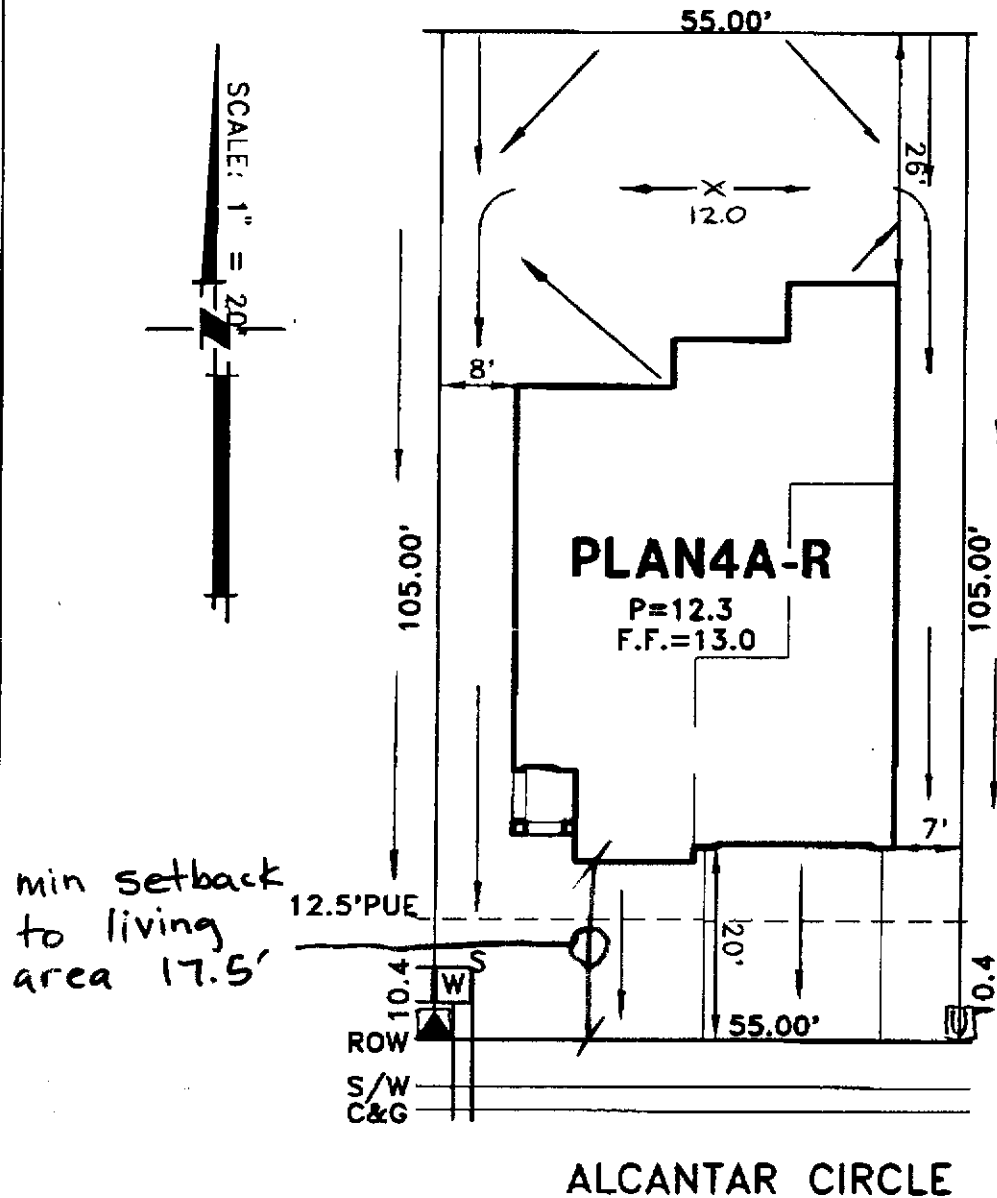 55.00'
SCALE: 1" = 20'
26'
12.0
8'
105.00'
PLAN4A-R
P=12.3
F.F.=13.0
105.00'
7'
min setback
to living
area 17.5'
12.5'PUE
20'
S
W
10.4
10.4
55.00'
ROW
S/W
C&G
ALCANTAR CIRCLE